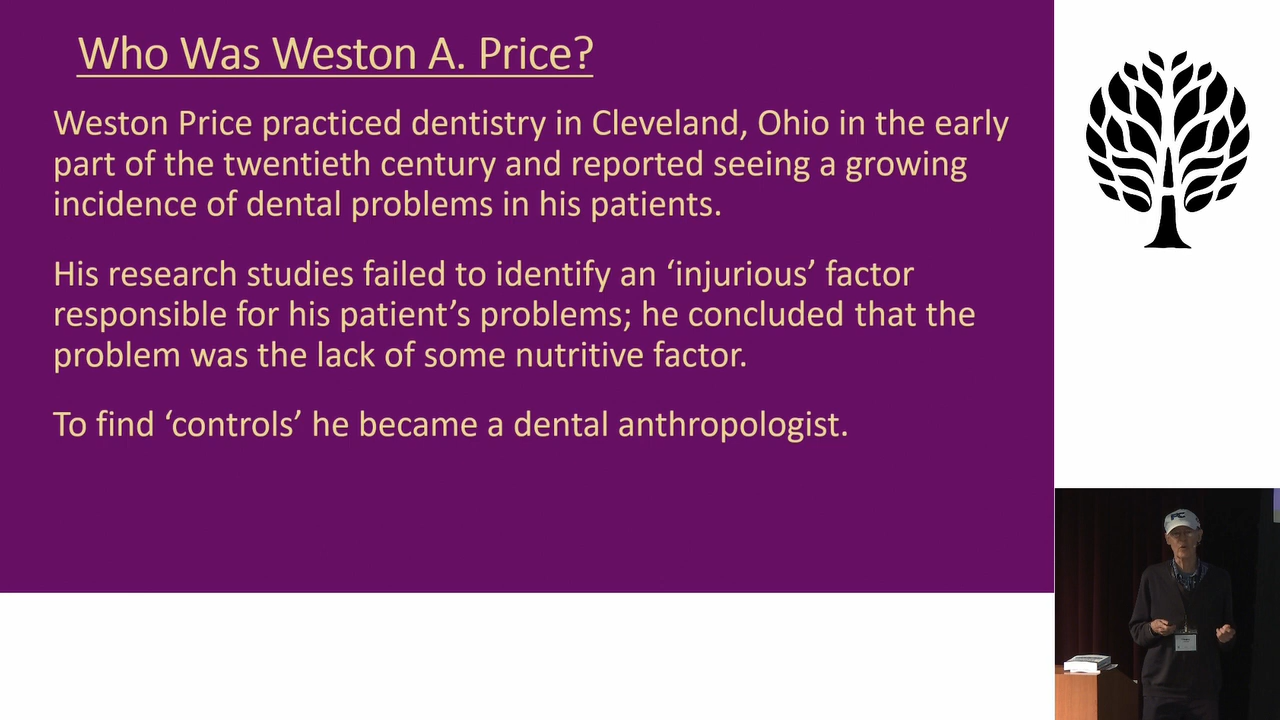 Who Was Weston A. Price?
Weston Price practiced dentistry in Cleveland, Ohio in the early
part of the twentieth century and reported seeing a growing
incidence of dental problems in his patients.
His research studies failed to identify an ‘injurious’ factor
responsible for his patient’s problems; he concluded that the
problem was the lack of some nutritive factor.
To find ‘controls’ he became a dental anthropologist.